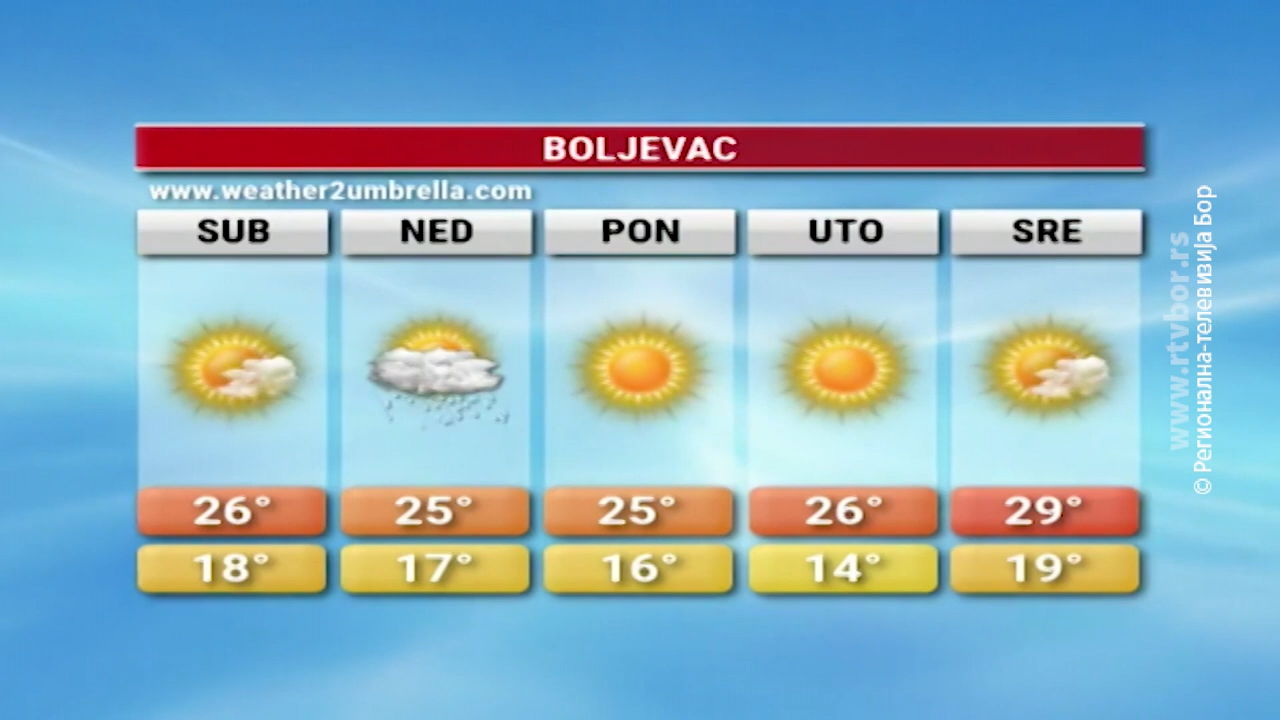 BOLJEVAC
www.weather2umbrella.com
SUB NED PON UTO SRE
26° 25° 25° 26° 29°
18° 17° 16° 14° 19°
www.rtvbor.rs
© Регионална-телевизија Бор